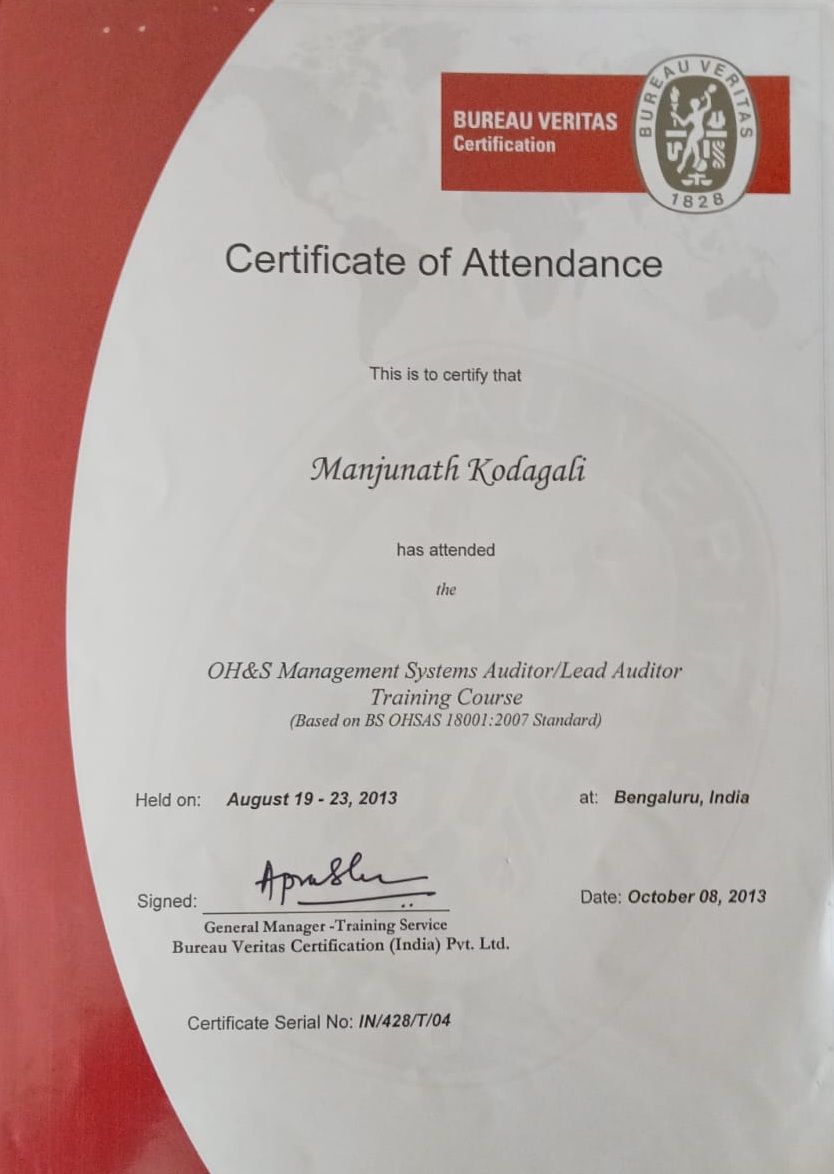 BUREAU VERITAS
Certification
BUREAU VERITAS
1828
Certificate of Attendance
This is to certify that
Manjunath Kodagali
has attended
the
OH&S Management Systems Auditor/Lead Auditor
Training Course
(Based on BS OHSAS 18001:2007 Standard)
Held on: August 19 - 23, 2013 at: Bengaluru, India
Signed: Date: October 08, 2013
General Manager -Training Service
Bureau Veritas Certification (India) Pvt. Ltd.
Certificate Serial No: IN/428/T/04